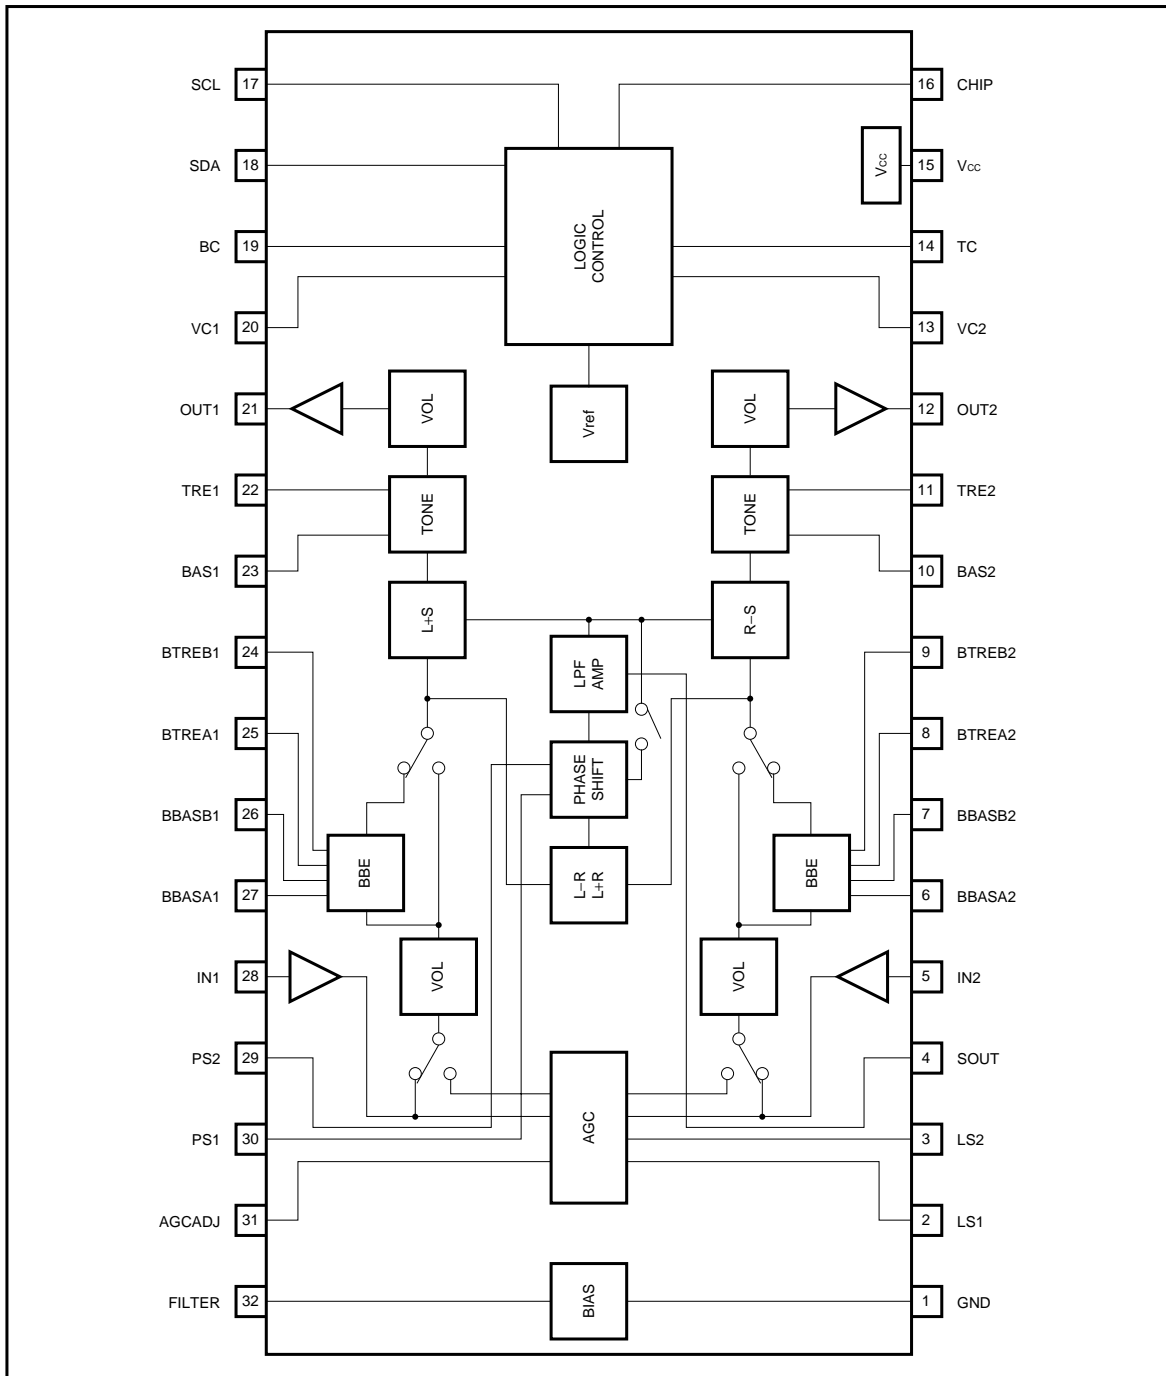 SCL 17
16 CHIP
SDA 18
Vcc
15 Vcc
BC 19
LOGIC
CONTROL
14 TC
VC1 20
13 VC2
OUT1 21
VOL
Vref
VOL
12 OUT2
TRE1 22
TONE
TONE
11 TRE2
BAS1 23
10 BAS2
L+S
R−S
BTREB1 24
LPF
AMP
9 BTREB2
BTREA1 25
PHASE
SHIFT
8 BTREA2
BBASB1 26
7 BBASB2
BBE
L−R
L+R
BBE
BBASA1 27
6 BBASA2
IN1 28
VOL
VOL
5 IN2
PS2 29
4 SOUT
AGC
PS1 30
3 LS2
AGCADJ 31
2 LS1
FILTER 32
BIAS
1 GND